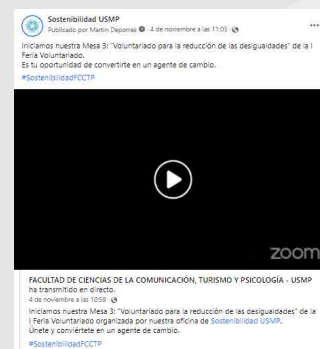 Sostenibilidad USMP
Publicado por Martin Deporres · 4 de noviembre a las 11:03 ·
Iniciamos nuestra Mesa 3: "Voluntariado para la reducción de las desigualdades" de la I
Feria Voluntariado.
Es tu oportunidad de convertirte en un agente de cambio.
#SostenibilidadFCCTP
zoom
FACULTAD DE CIENCIAS DE LA COMUNICACIÓN, TURISMO Y PSICOLOGÍA - USMP
ha transmitido en directo.
4 de noviembre a las 10:59 ·
Iniciamos nuestra Mesa 3: "Voluntariado para la reducción de las desigualdades" de la
I Feria Voluntariado organizada por nuestra oficina de Sostenibilidad USMP.
Únete y conviértete en un agente de cambio.
#SostenibilidadFCCTP